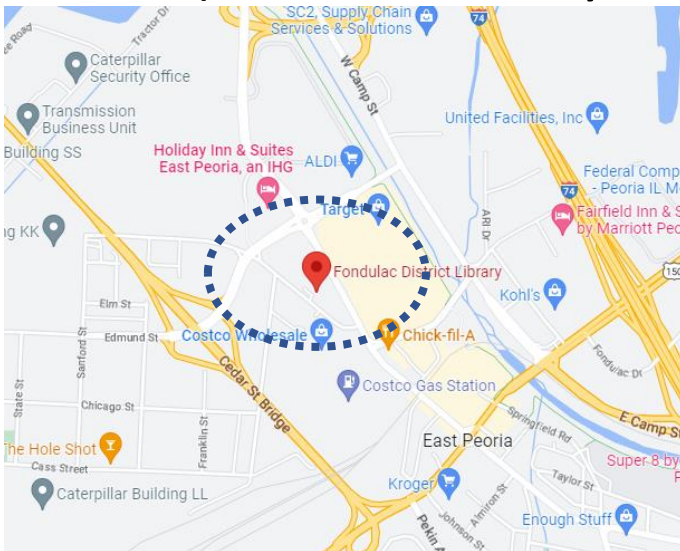 SC2, Supply Chain
Services & Solutions
74
Tractor Dr
Caterpillar
Security Office
W Camp St
Transmission
Business Unit
United Facilities, Inc
Building SS
Holiday Inn & Suites
East Peoria, an IHG
ALDI
Federal Comp
- Peoria IL M
74
Target
ARI Dr
Fairfield Inn & S
by Marriott Peo
g KK
Fondulac District Library
150
Kohl's
Elm St
Edmund St
Costco Wholesale
Chick-fil-A
Sanford St
State St
Cedar St Bridge
Costco Gas Station
Fondulac Dr
Chicago St
Franklin St
Springfield Rd
E Camp St
East Peoria
he Hole Shot
Cass Street
Super 8 by
Kroger
Taylor St
Caterpillar Building LL
Almiron St
Johnson St
Enough Stuff
Pekin A